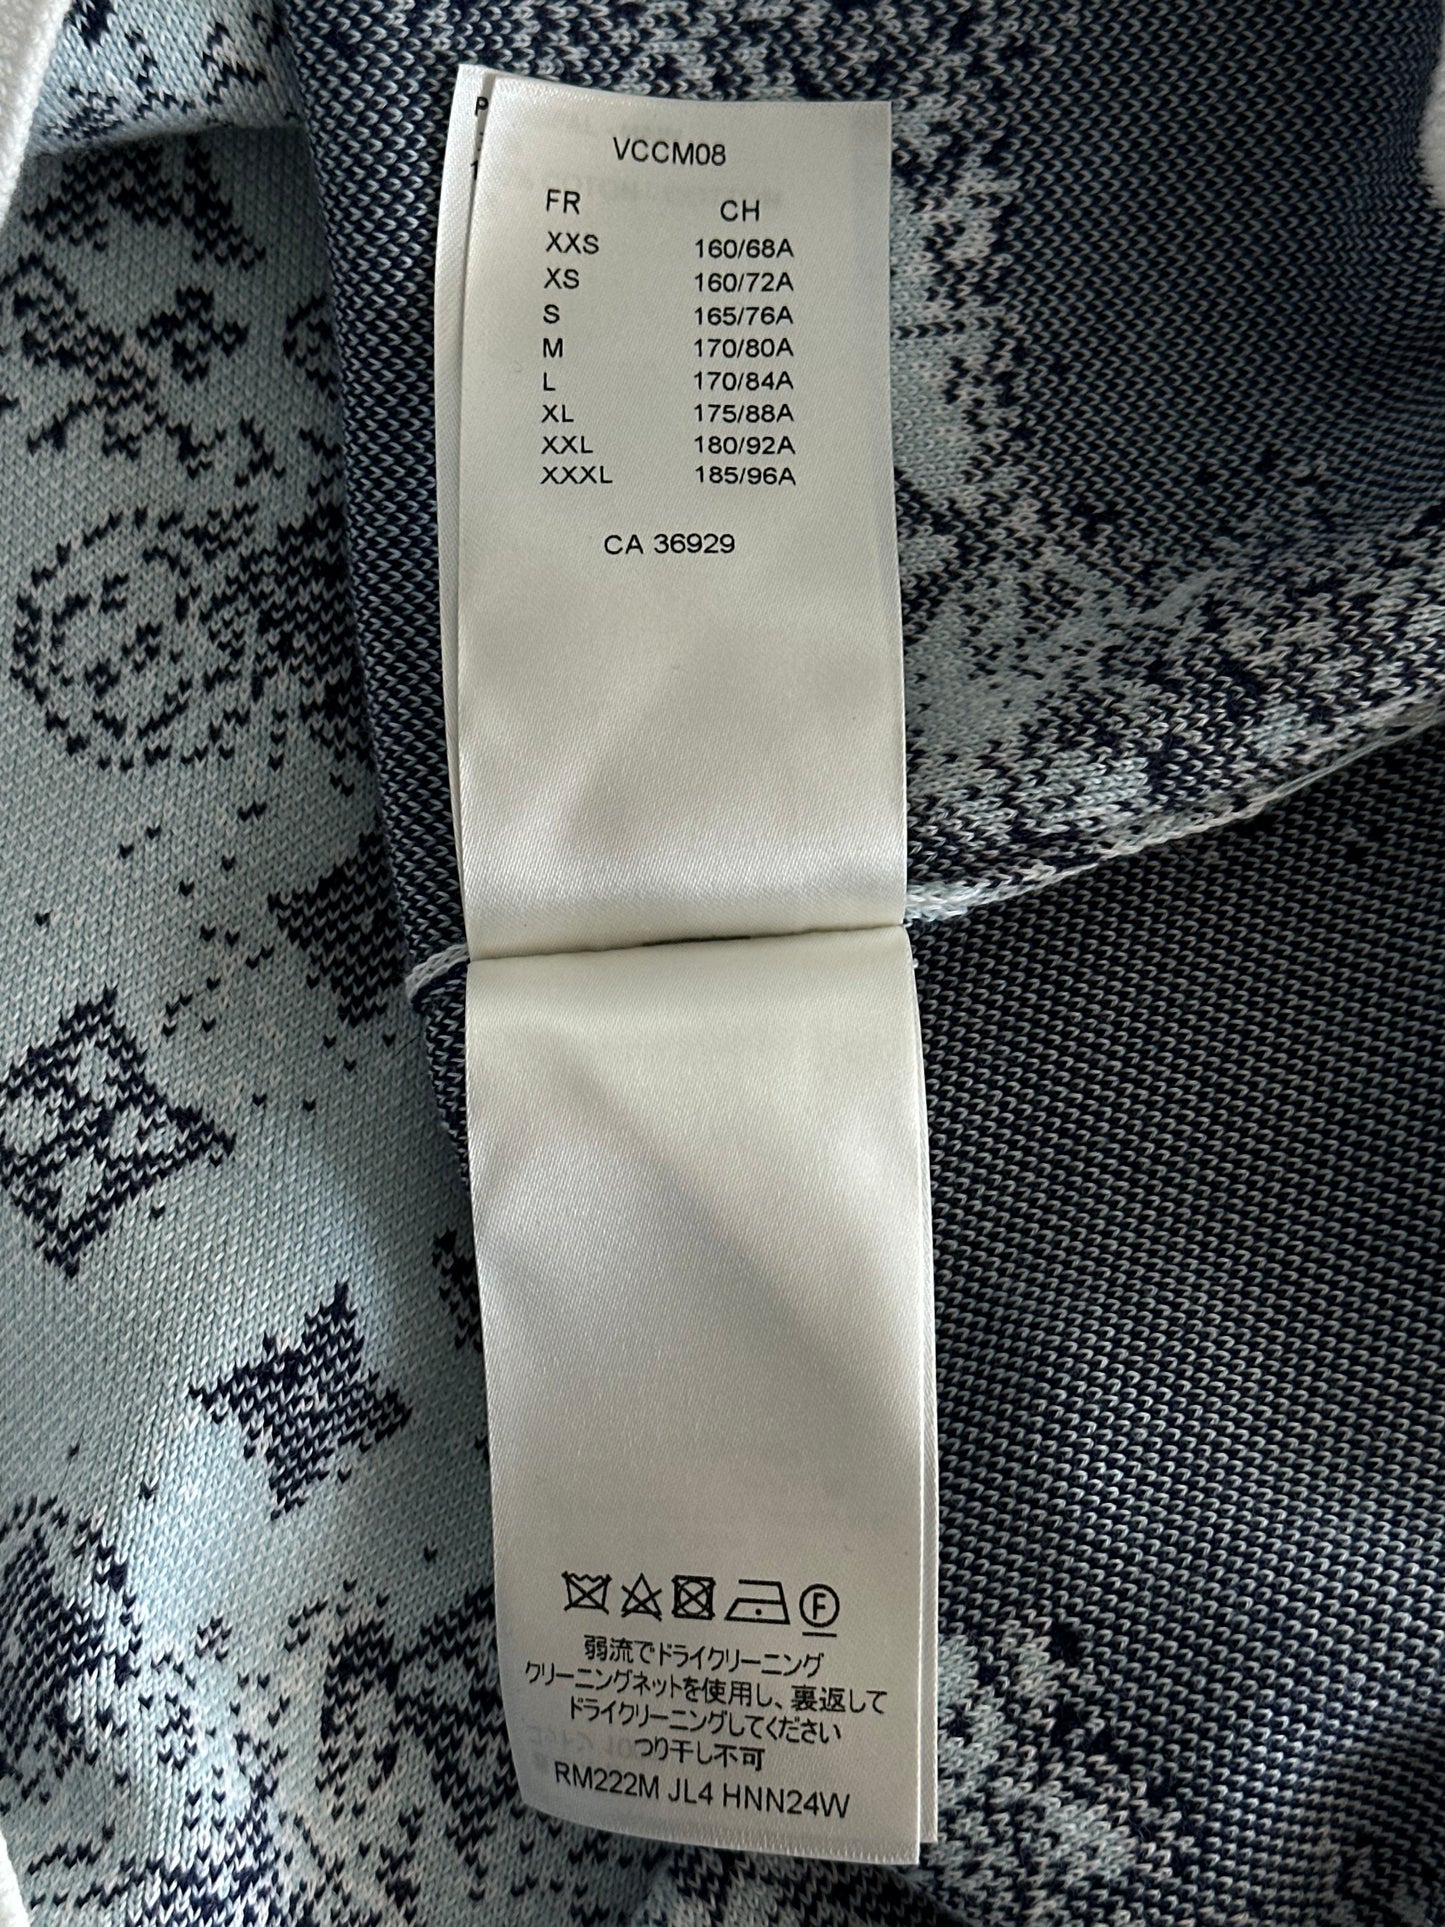 VCCM08
FR CH
XXS 160/68A
XS 160/72A
S 165/76A
M 170/80A
L 170/84A
XL 175/88A
XXL 180/92A
XXXL 185/96A
CA 36929
F
弱流でドライクリーニング
クリーニングネットを使用し、裏返して
ドライクリーニングしてください
つり干し不可
RM222M JL4 HNN24W